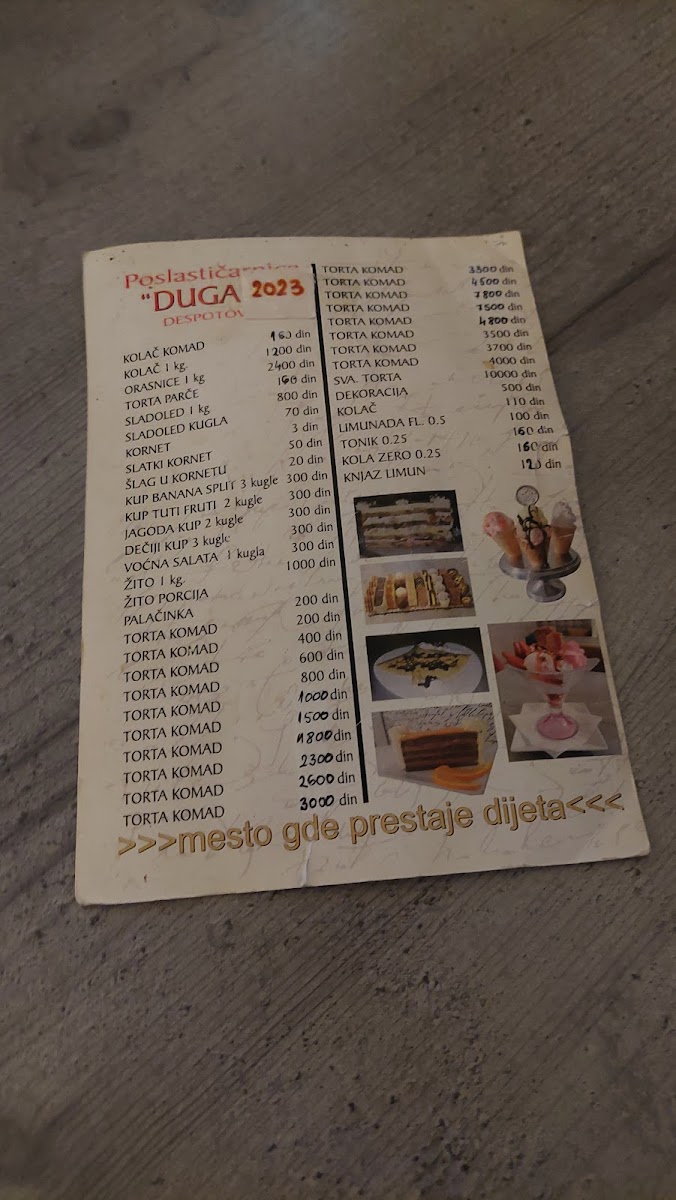 Poslastičarnica
"DUGA 2023
DESPOTOV
KOLAČ KOMAD 160 din
KOLAČ 1 kg. 1200 din
ORASNICE 1 kg 2400 din
TORTA PARČE 160 din
SLADOLED 1 kg 800 din
SLADOLED KUGLA 70 din
KORNET 3 din
SLATKI KORNET 50 din
ŠLAG U KORNETU 20 din
KUP BANANA SPLIT 3 kugle 300 din
KUP TUTI FRUTI 2 kugle 300 din
JAGODA KUP 2 kugle 300 din
DEČIJI KUP 3 kugle 300 din
VOĆNA SALATA 1 kugla 300 din
ŽITO 1 kg. 1000 din
ŽITO PORCIJA
PALAČINKA 200 din
TORTA KOMAD 200 din
TORTA KOMAD 400 din
TORTA KOMAD 600 din
TORTA KOMAD 800 din
TORTA KOMAD 1000 din
TORTA KOMAD 1500 din
TORTA KOMAD 1800 din
TORTA KOMAD 2300 din
TORTA KOMAD 2600 din
TORTA KOMAD 3000 din
TORTA KOMAD 3300 din
TORTA KOMAD 4500 din
TORTA KOMAD 7800 din
TORTA KOMAD 7500 din
TORTA KOMAD 4800 din
TORTA KOMAD 3500 din
TORTA KOMAD 3700 din
TORTA KOMAD 4000 din
SVA. TORTA 10000 din
DEKORACIJA 500 din
KOLAČ 110 din
LIMUNADA FL. 0.5 100 din
TONIK 0.25 160 din
KOLA ZERO 0.25 160 din
KNJAZ LIMUN 120 din
>>>mesto gde prestaje dijeta<<<